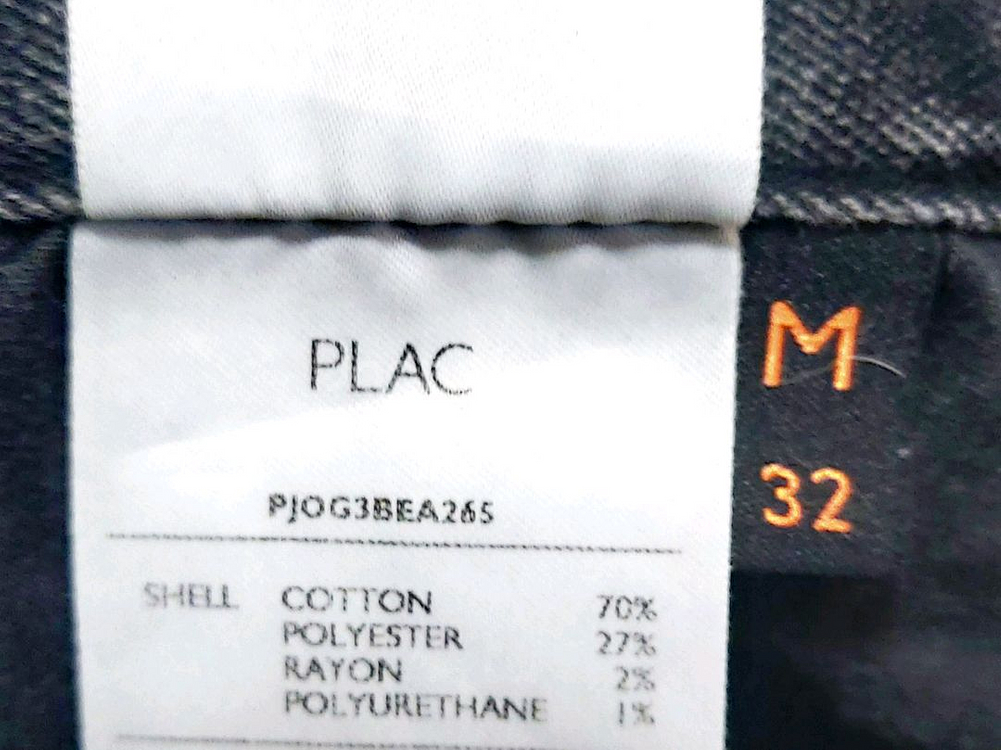 PLAC
PJOG3BEA265
SHELL COTTON 70%
POLYESTER 27%
RAYON 2%
POLYURETHANE 1%
M
32